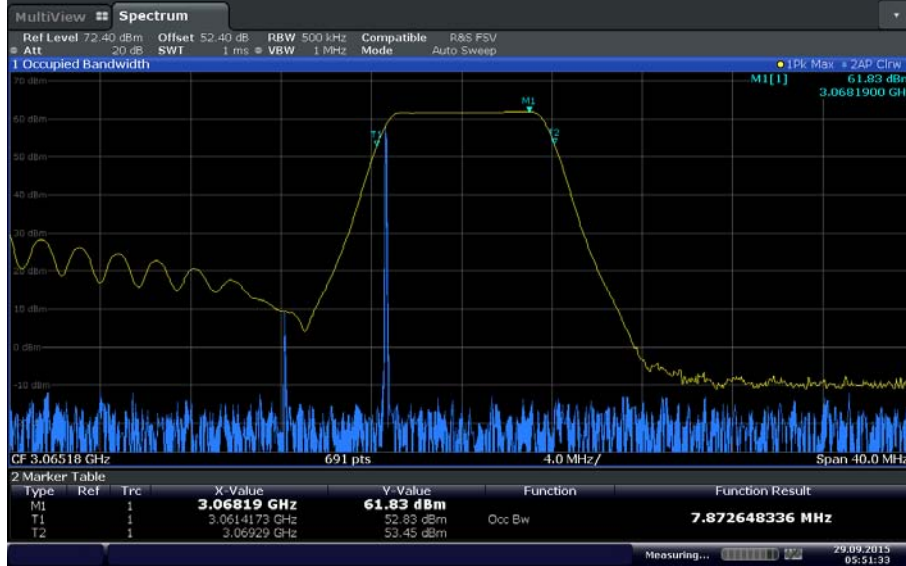 MultiView Spectrum
Ref Level 72.40 dBm Offset 52.40 dB RBW 500 kHz Compatible R&S FSV
Att 20 dB SWT 1 ms VBW 1 MHz Mode Auto Sweep
1 Occupied Bandwidth 1Pk Max 2AP Clrw
M1[1] 61.83 dBm
3.0681900 GH
70 dBm
60 dBm
50 dBm
40 dBm
30 dBm
20 dBm
10 dBm
0 dBm
-10 dBm
M1
T1
T2
CF 3.06518 GHz 691 pts 4.0 MHz/ Span 40.0 MHz
2 Marker Table
Type Ref Trc X-Value Y-Value Function Function Result
M1 1 3.06819 GHz 61.83 dBm
T1 1 3.0614173 GHz 52.83 dBm Occ Bw 7.872648336 MHz
T2 1 3.06929 GHz 53.45 dBm
Measuring... 29.09.2015
05:51:33